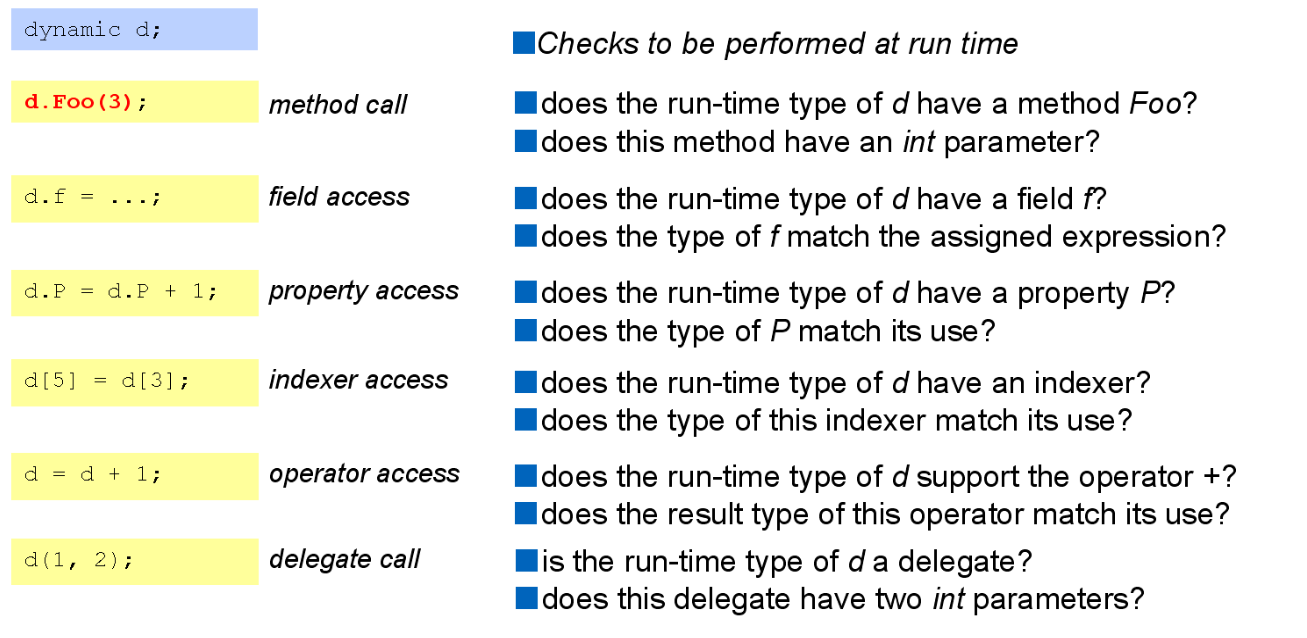 dynamic d;
Checks to be performed at run time
d.Foo(3); method call does the run-time type of d have a method Foo?
does this method have an int parameter?
d.f = ...; field access does the run-time type of d have a field f?
does the type of f match the assigned expression?
d.P = d.P + 1; property access does the run-time type of d have a property P?
does the type of P match its use?
d[5] = d[3]; indexer access does the run-time type of d have an indexer?
does the type of this indexer match its use?
d = d + 1; operator access does the run-time type of d support the operator +?
does the result type of this operator match its use?
d(1, 2); delegate call is the run-time type of d a delegate?
does this delegate have two int parameters?